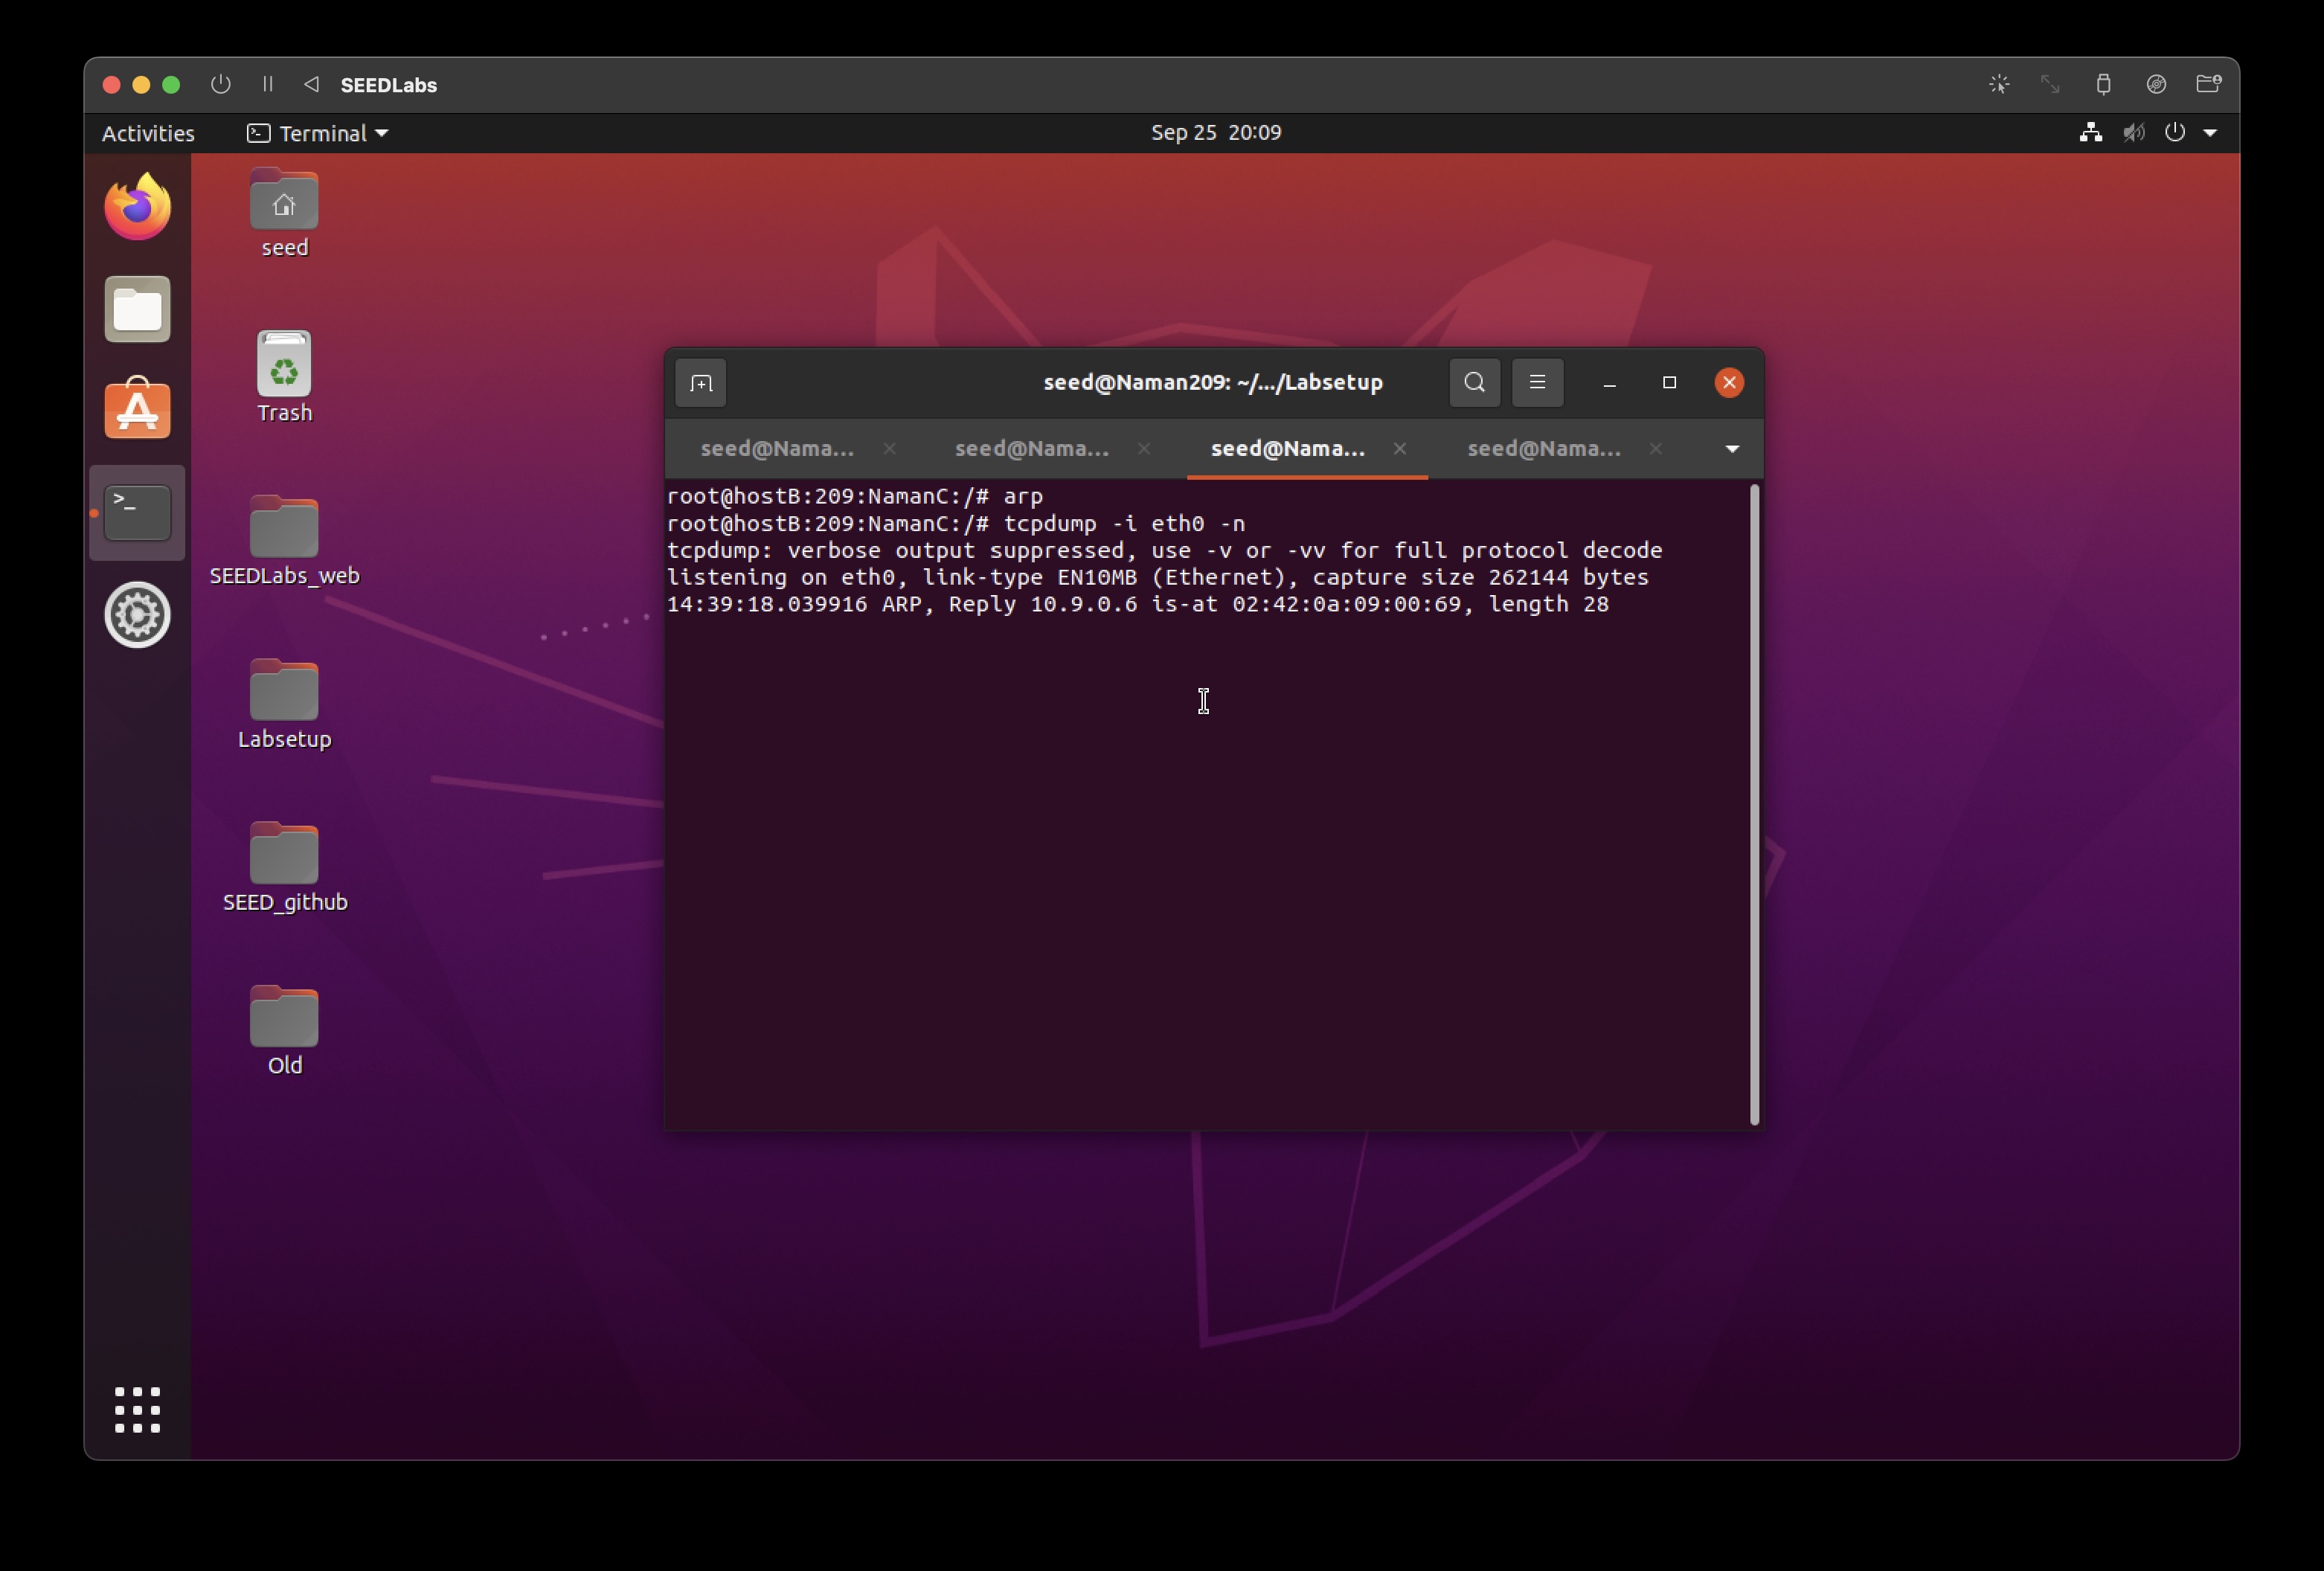 SEEDLabs
Activities
Terminal
Sep 25 20:09
seed
Trash
SEEDLabs_web
Labsetup
SEED_github
Old
seed@Naman209: ~/.../Labsetup
seed@Nama... seed@Nama... seed@Nama... seed@Nama...
root@hostB:209:NamanC:/# arp
root@hostB:209:NamanC:/# tcpdump -i eth0 -n
tcpdump: verbose output suppressed, use -v or -vv for full protocol decode
listening on eth0, link-type EN10MB (Ethernet), capture size 262144 bytes
14:39:18.039916 ARP, Reply 10.9.0.6 is-at 02:42:0a:09:00:69, length 28